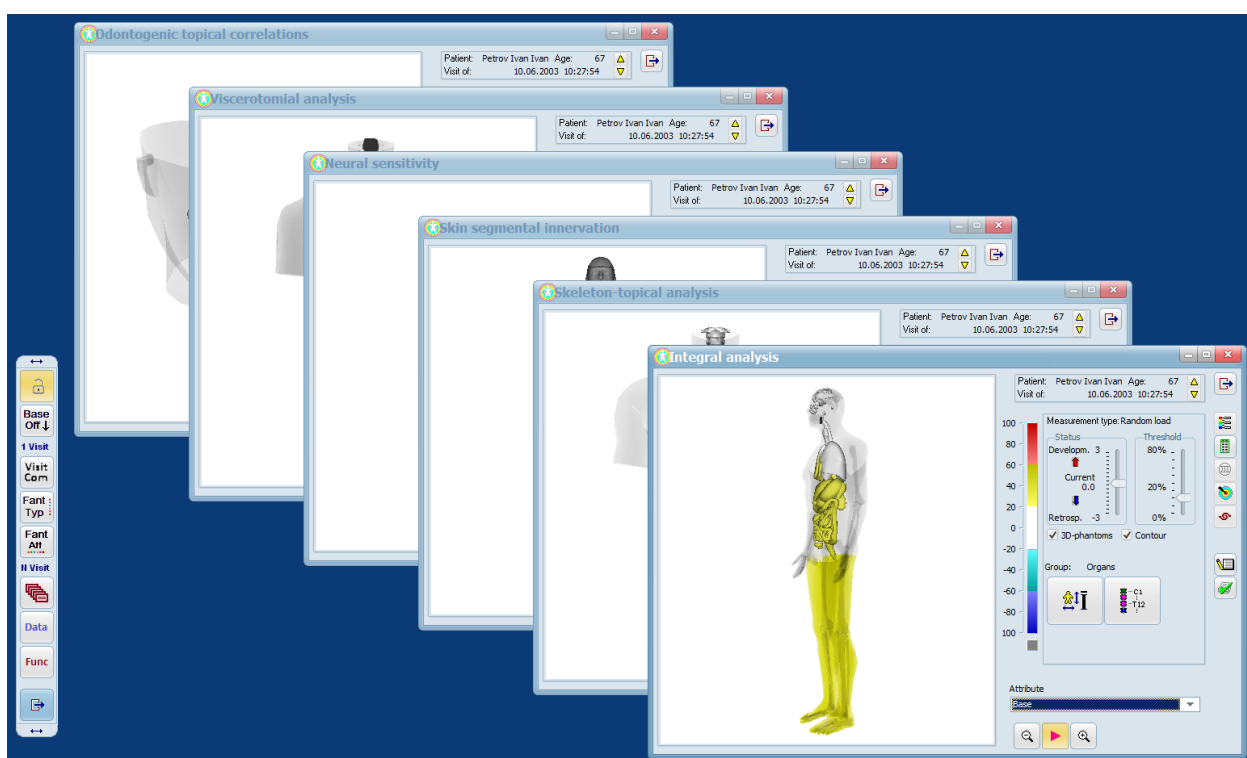 Odontogenic topical correlations
Patient: Petrov Ivan Ivan Age: 67
Visit of: 10.06.2003 10:27:54
Viscerotomial analysis
Patient: Petrov Ivan Ivan Age: 67
Visit of: 10.06.2003 10:27:54
Neural sensitivity
Patient: Petrov Ivan Ivan Age: 67
Visit of: 10.06.2003 10:27:54
Skin segmental innervation
Patient: Petrov Ivan Ivan Age: 67
Visit of: 10.06.2003 10:27:54
Skeleton-topical analysis
Patient: Petrov Ivan Ivan Age: 67
Visit of: 10.06.2003 10:27:54
Integral analysis
Patient: Petrov Ivan Ivan Age: 67
Visit of: 10.06.2003 10:27:54
Measurement type: Random load
Status
Developm. 3
Current
0.0
Retrosp. -3
Threshold
80%
20%
0%
3D-phantoms Contour
Group: Organs
C1
T12
100
80
60
40
20
0
-20
-40
-60
-80
100
Attribute
Base
Base
Off
1 Visit
Visit
Com
Fant
Typ
Fant
Att
II Visit
Data
Func